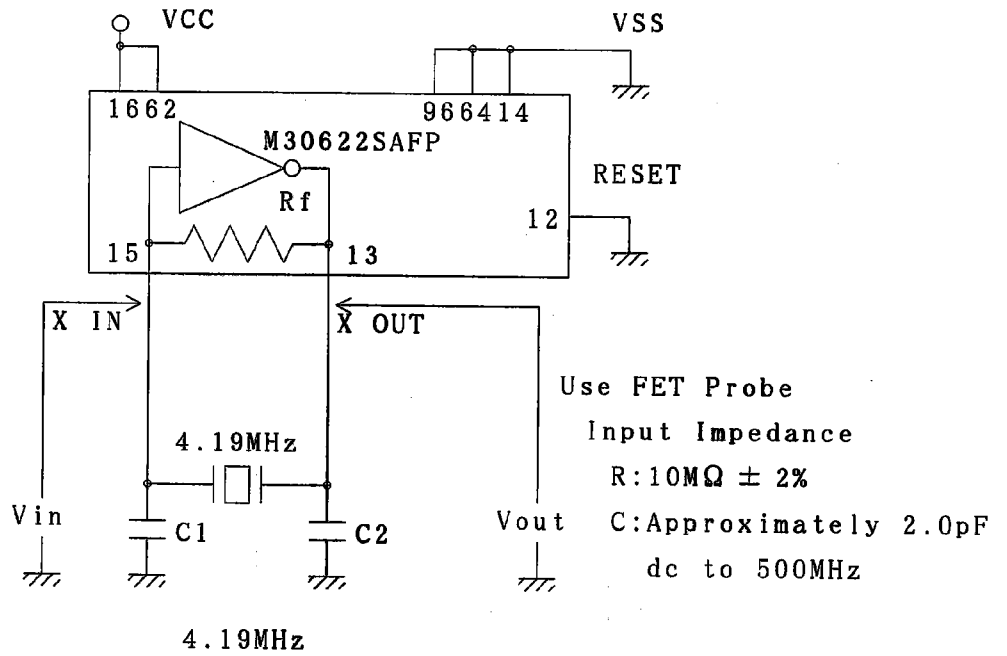 VCC
VSS
1662
966414
M30622SAFP
RESET
Rf
12
15
13
X IN
X OUT
Use FET Probe
Input Impedance
4.19MHz
R:10MΩ ± 2%
Vin
C1
C2
Vout
C:Approximately 2.0pF
dc to 500MHz
4.19MHz